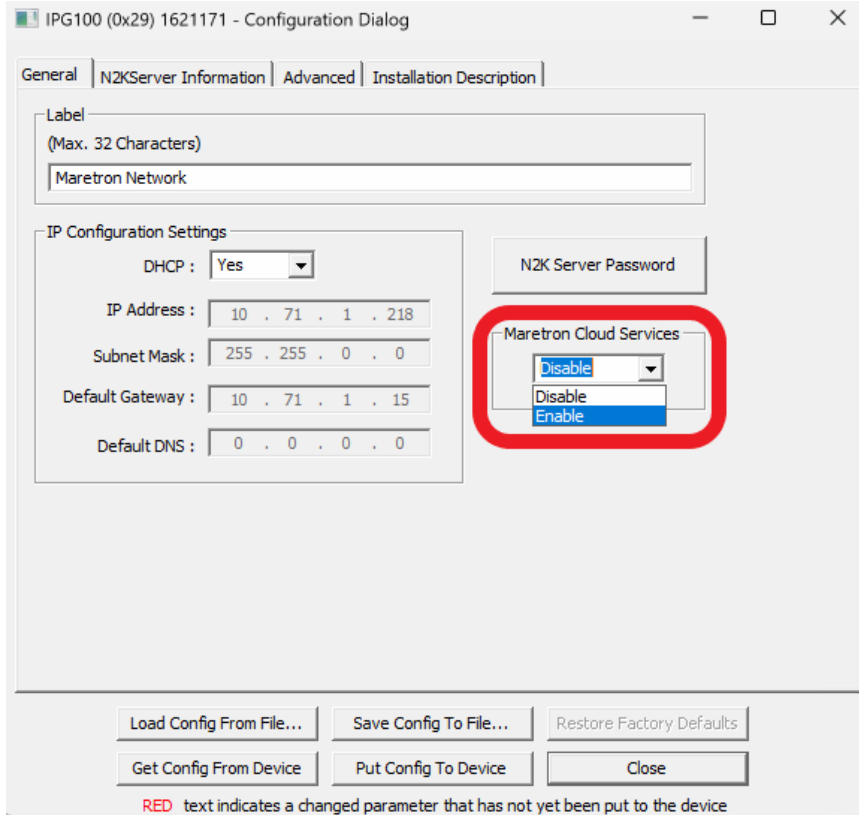 IPG100 (0x29) 1621171 - Configuration Dialog
General N2KServer Information Advanced Installation Description
Label
(Max. 32 Characters)
Maretron Network
IP Configuration Settings
DHCP : Yes
IP Address : 10 . 71 . 1 . 218
Subnet Mask : 255 . 255 . 0 . 0
Default Gateway : 10 . 71 . 1 . 15
Default DNS : 0 . 0 . 0 . 0
N2K Server Password
Maretron Cloud Services
Disable
Disable
Enable
Load Config From File... Save Config To File... Restore Factory Defaults
Get Config From Device Put Config To Device Close
RED text indicates a changed parameter that has not yet been put to the device